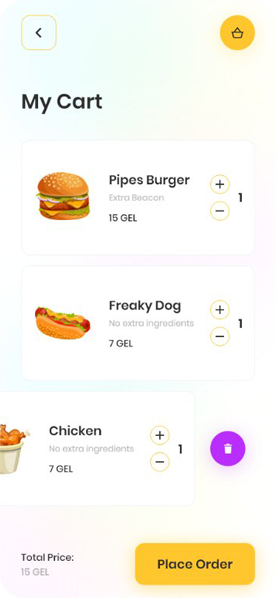 My Cart
Pipes Burger
Extra Beacon
15 GEL
1
Freaky Dog
No extra ingredients
7 GEL
1
Chicken
No extra ingredients
7 GEL
1
Total Price:
15 GEL
Place Order